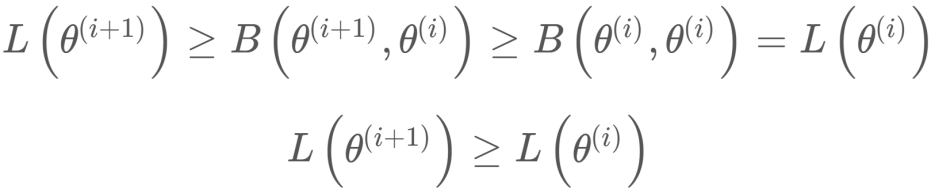 L(θ^(i+1)) ≥ B(θ^(i+1), θ^(i)) ≥ B(θ^(i), θ^(i)) = L(θ^(i))
L(θ^(i+1)) ≥ L(θ^(i))